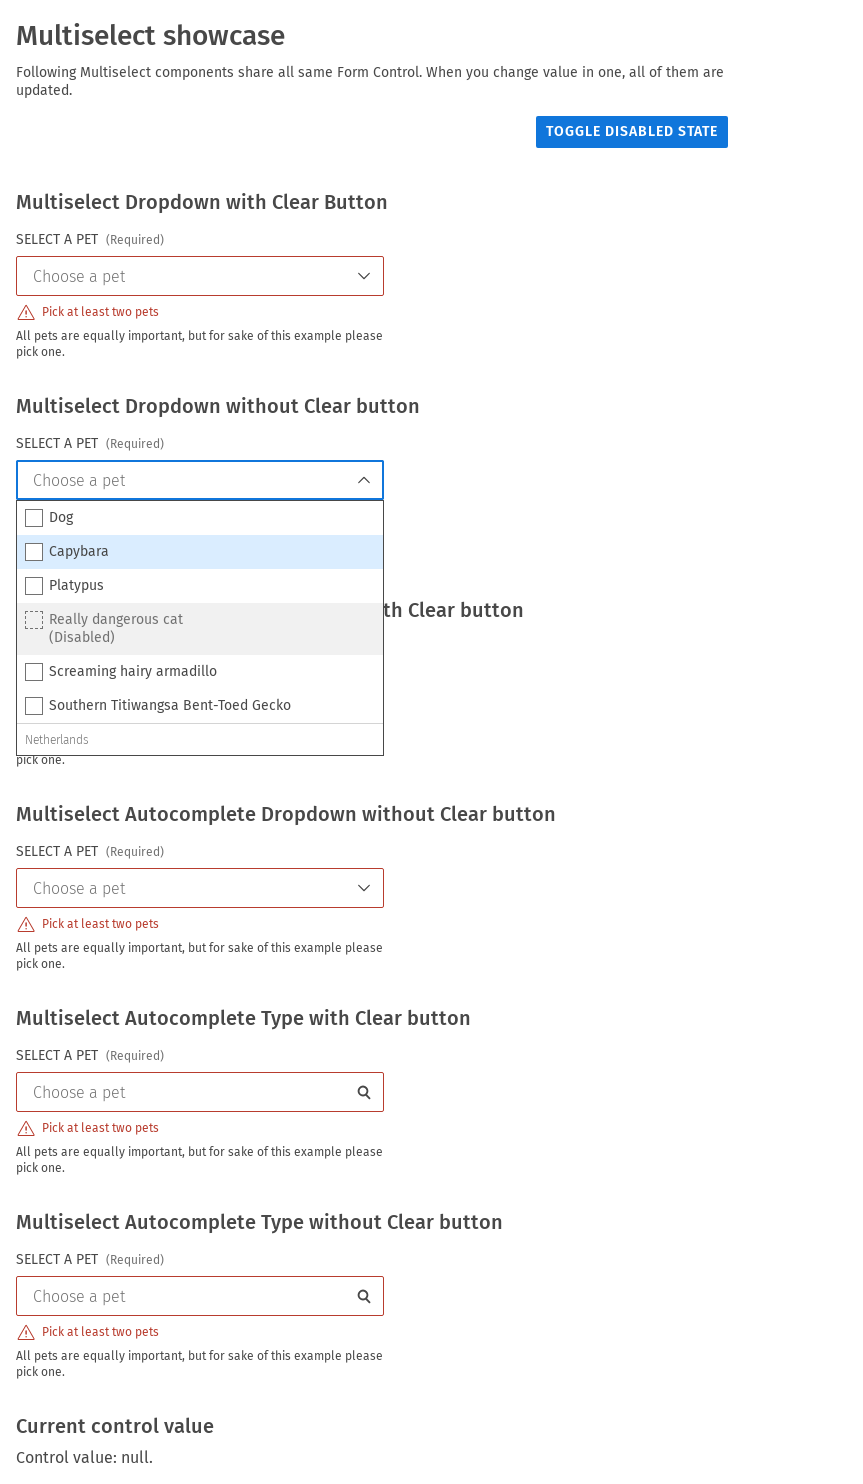 Multiselect showcase
Following Multiselect components share all same Form Control. When you change value in one, all of them are
updated.
TOGGLE DISABLED STATE
Multiselect Dropdown with Clear Button
SELECT A PET (Required)
Choose a pet
Pick at least two pets
All pets are equally important, but for sake of this example please
pick one.
Multiselect Dropdown without Clear button
SELECT A PET (Required)
Choose a pet
Dog
Capybara
Platypus
th Clear button
Really dangerous cat
(Disabled)
Screaming hairy armadillo
Southern Titiwangsa Bent-Toed Gecko
Netherlands
pick one.
Multiselect Autocomplete Dropdown without Clear button
SELECT A PET (Required)
Choose a pet
Pick at least two pets
All pets are equally important, but for sake of this example please
pick one.
Multiselect Autocomplete Type with Clear button
SELECT A PET (Required)
Choose a pet
Pick at least two pets
All pets are equally important, but for sake of this example please
pick one.
Multiselect Autocomplete Type without Clear button
SELECT A PET (Required)
Choose a pet
Pick at least two pets
All pets are equally important, but for sake of this example please
pick one.
Current control value
Control value: null.